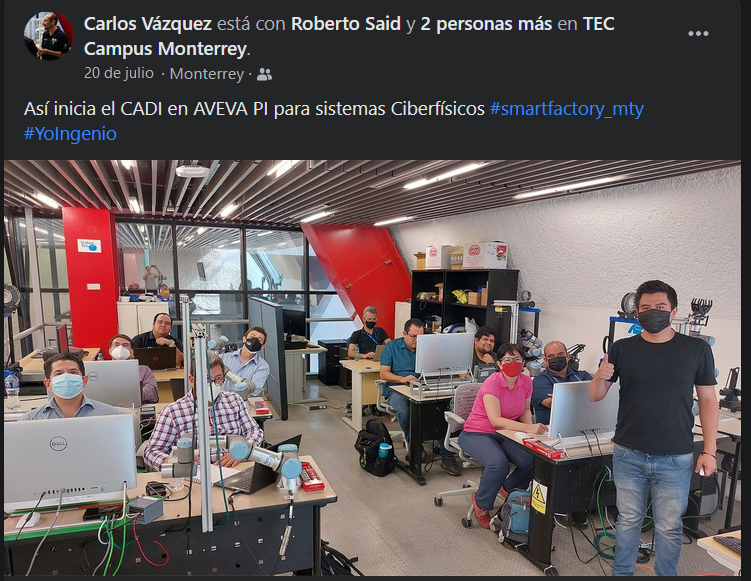 Carlos Vázquez está con Roberto Said y 2 personas más en TEC
Campus Monterrey.
20 de julio · Monterrey ·
Así inicia el CADI en AVEVA PI para sistemas Ciberfísicos #smartfactory_mty
#YoIngenio
DELL